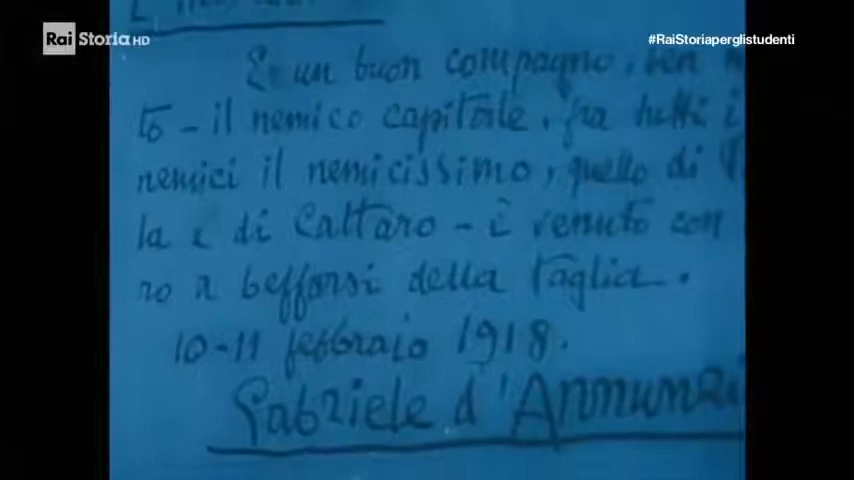 Rai Storia HD
#RaiStoriaperglistudenti
E un buon compagno, ben n
to - il nemico capitale, fra tutti i
nemici il nemicissimo, quello di P
la e di Cattaro - è venuto con
ro a beffarsi della taglia.
10-11 febbraio 1918.
Gabriele d'Annunzi